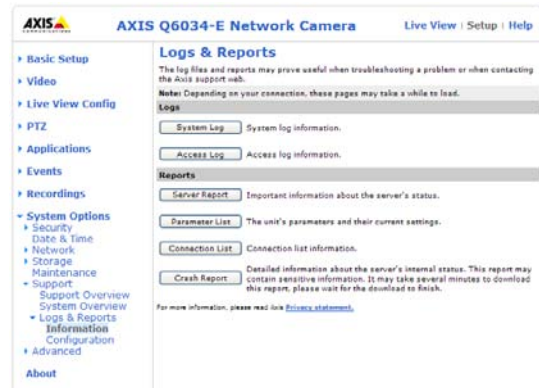 AXIS
COMMUNICATIONS
AXIS Q6034-E Network Camera
Live View | Setup | Help
Basic Setup
Video
Live View Config
PTZ
Applications
Events
Recordings
System Options
Security
Date & Time
Network
Storage
Maintenance
Support
Support Overview
System Overview
Logs & Reports
Information
Configuration
Advanced
About
Logs & Reports
The log files and reports may prove useful when troubleshooting a problem or when contacting
the Axis support web.
Note: Depending on your connection, these pages may take a while to load.
Logs
System Log System log information.
Access Log Access log information.
Reports
Server Report Important information about the server's status.
Parameter List The unit's parameters and their current settings.
Connection List Connection list information.
Crash Report Detailed information about the server's internal status. This report may
contain sensitive information. It may take several minutes to download
this report, please wait for the download to finish.
For more information, please read Axis Privacy statement.